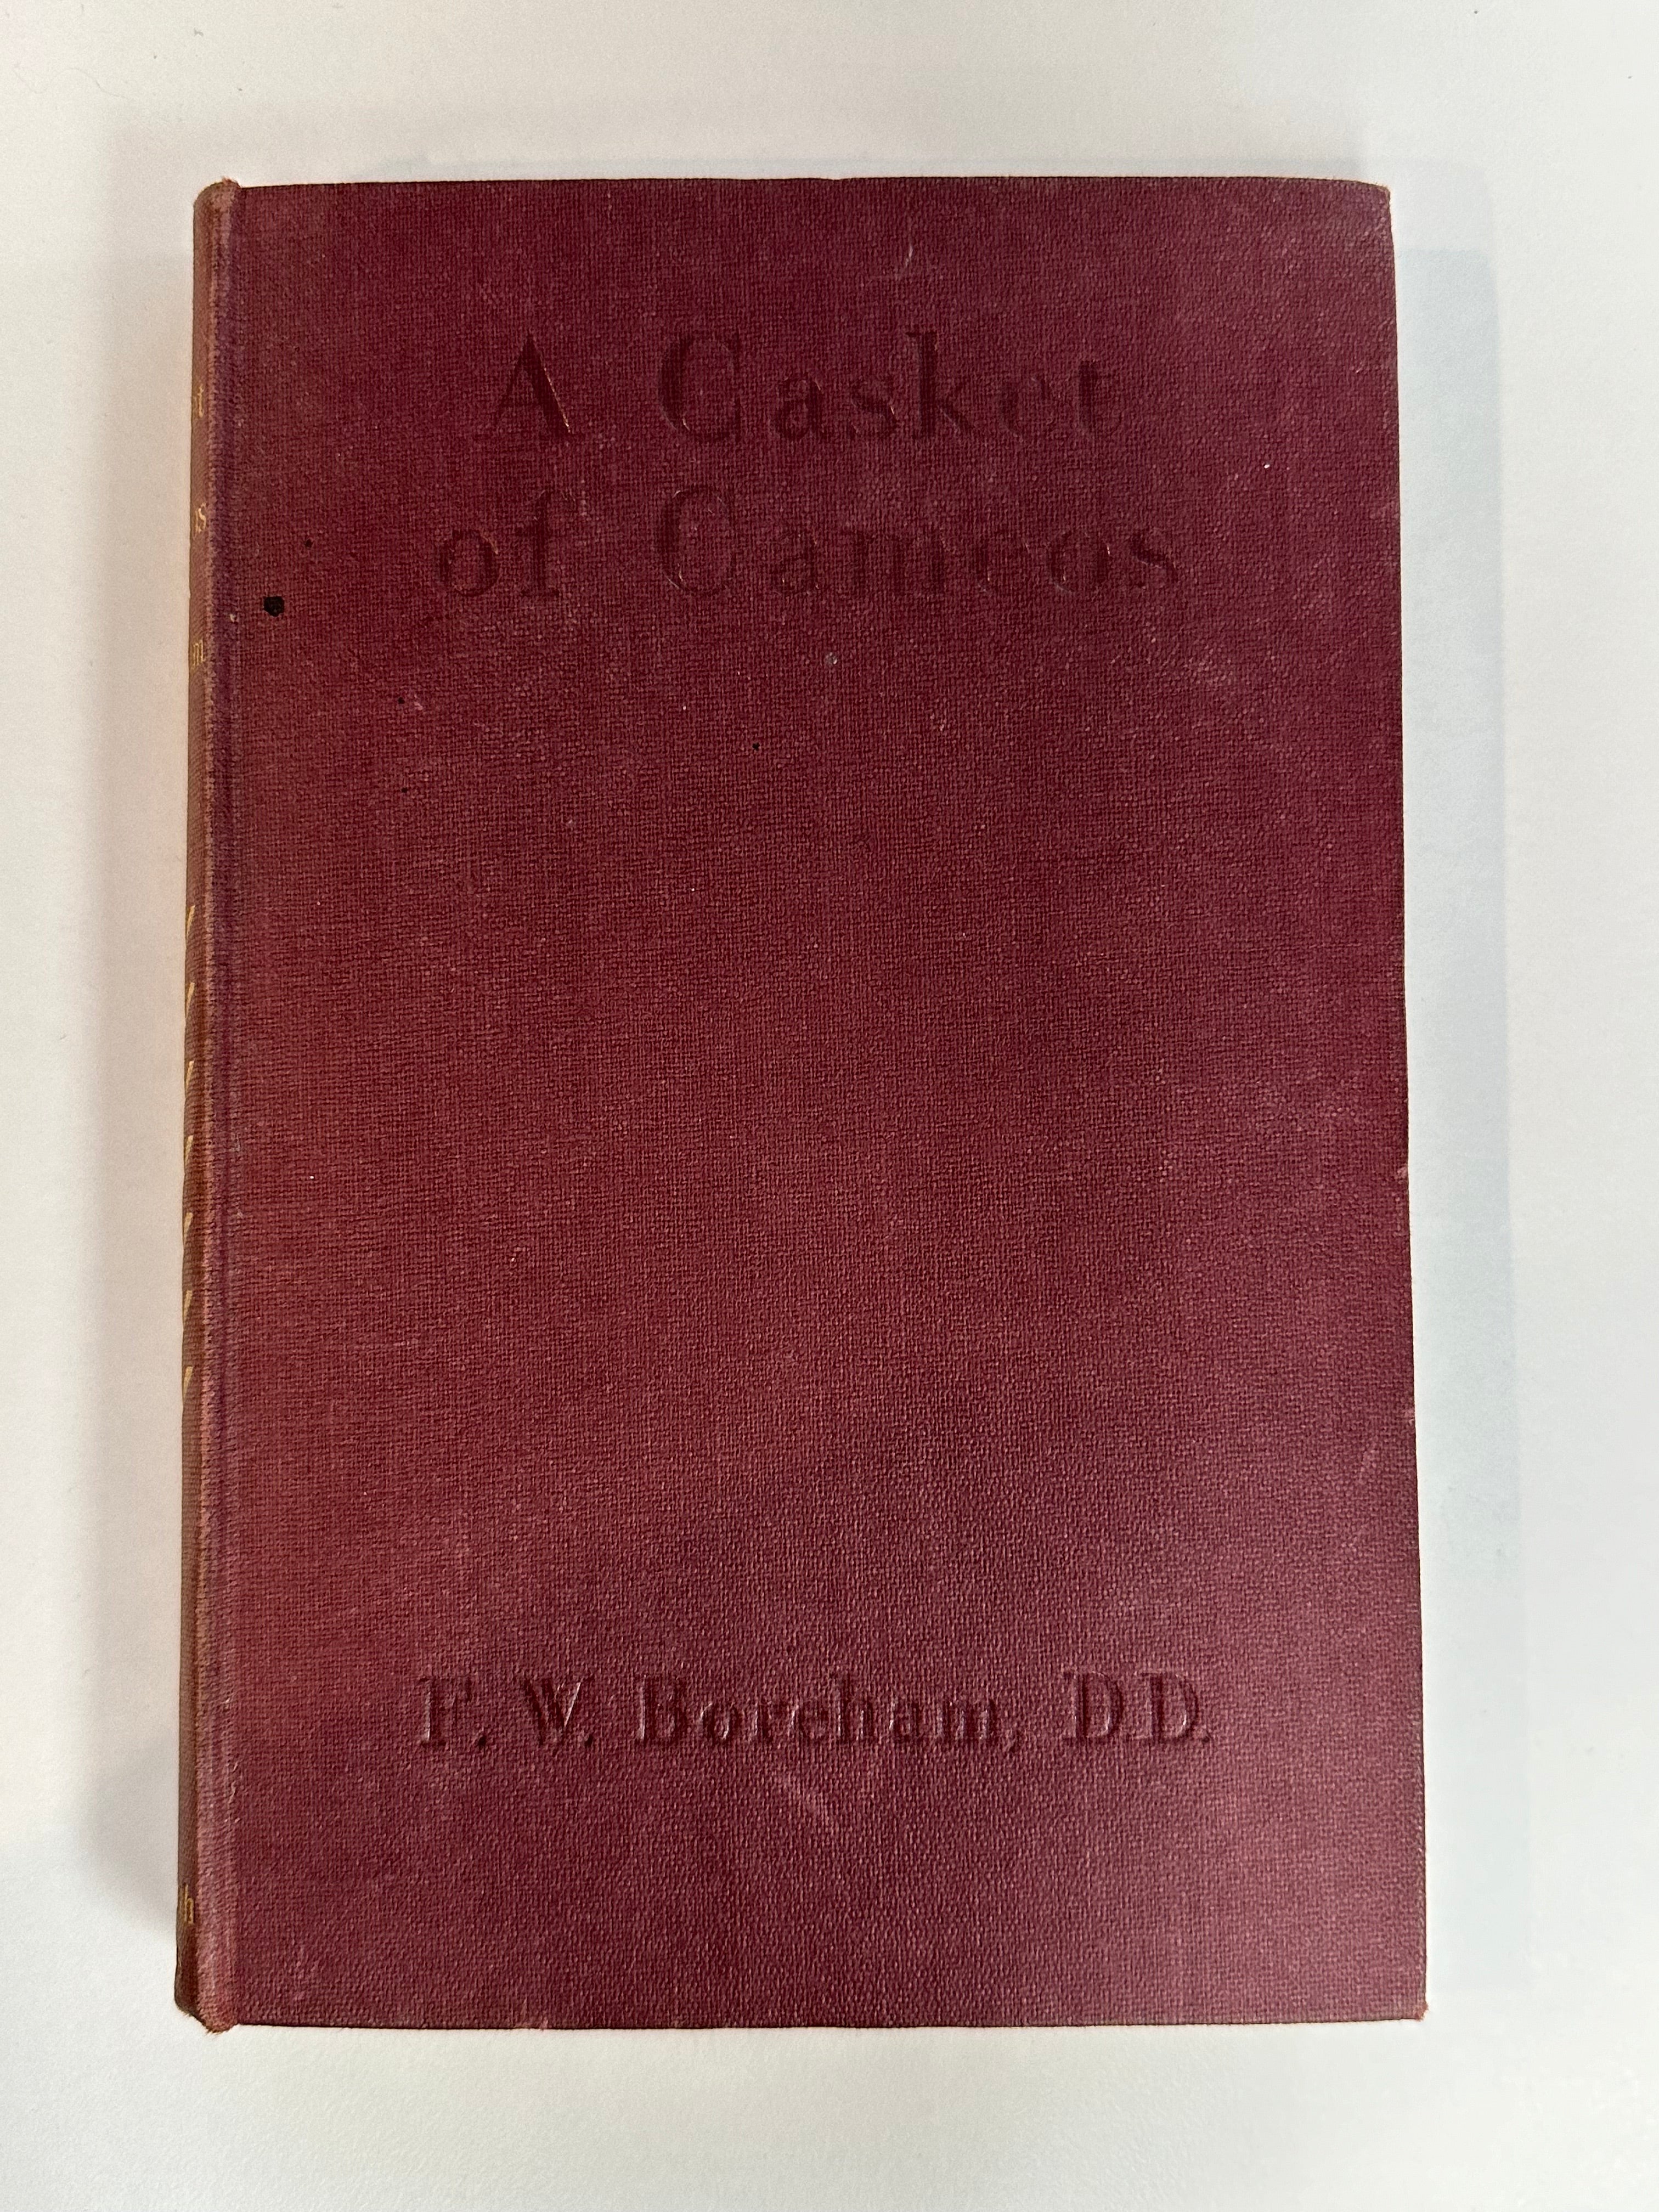 A Casket
of Cameos
F. W. Boreham, D.D.